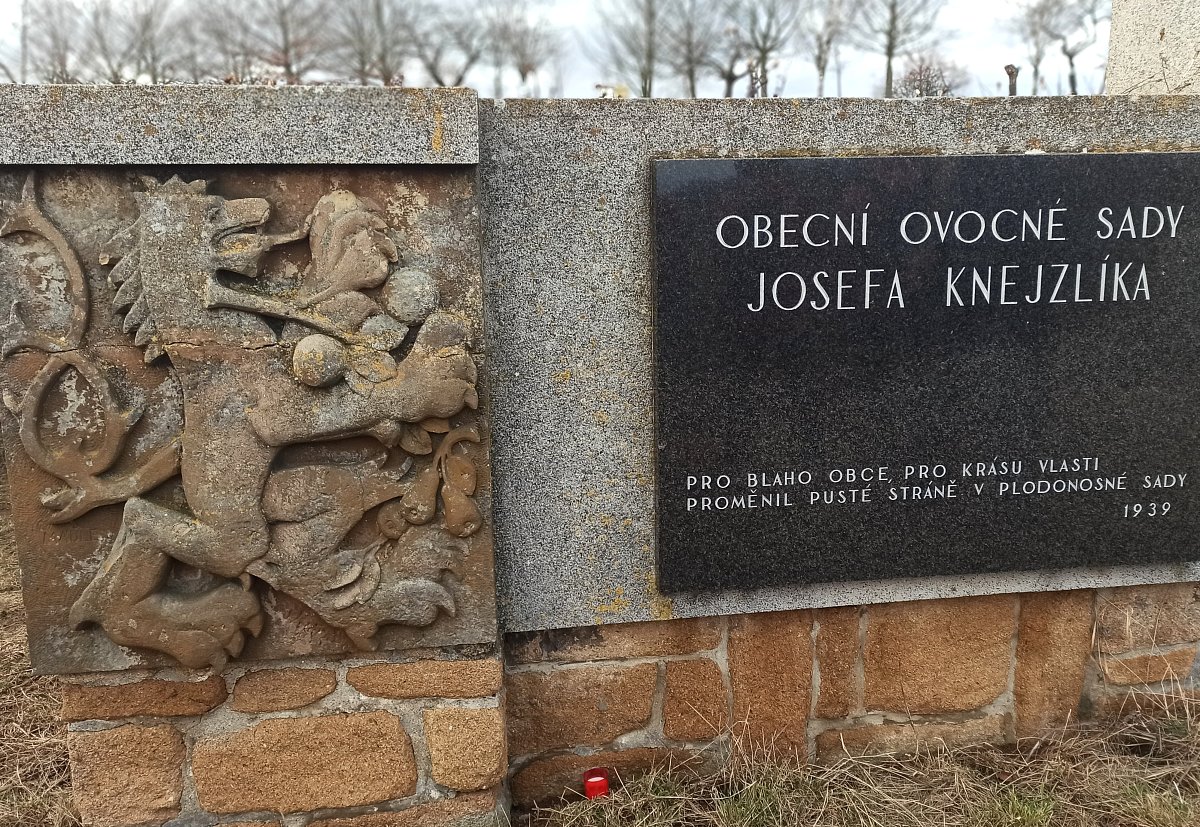 OBECNÍ OVOCNÉ SADY
JOSEFA KNEJZLÍKA
PRO BLAHO OBCE, PRO KRÁSU VLASTI
PROMĚNIL PUSTÉ STRÁNĚ V PLODONOSNÉ SADY
1939